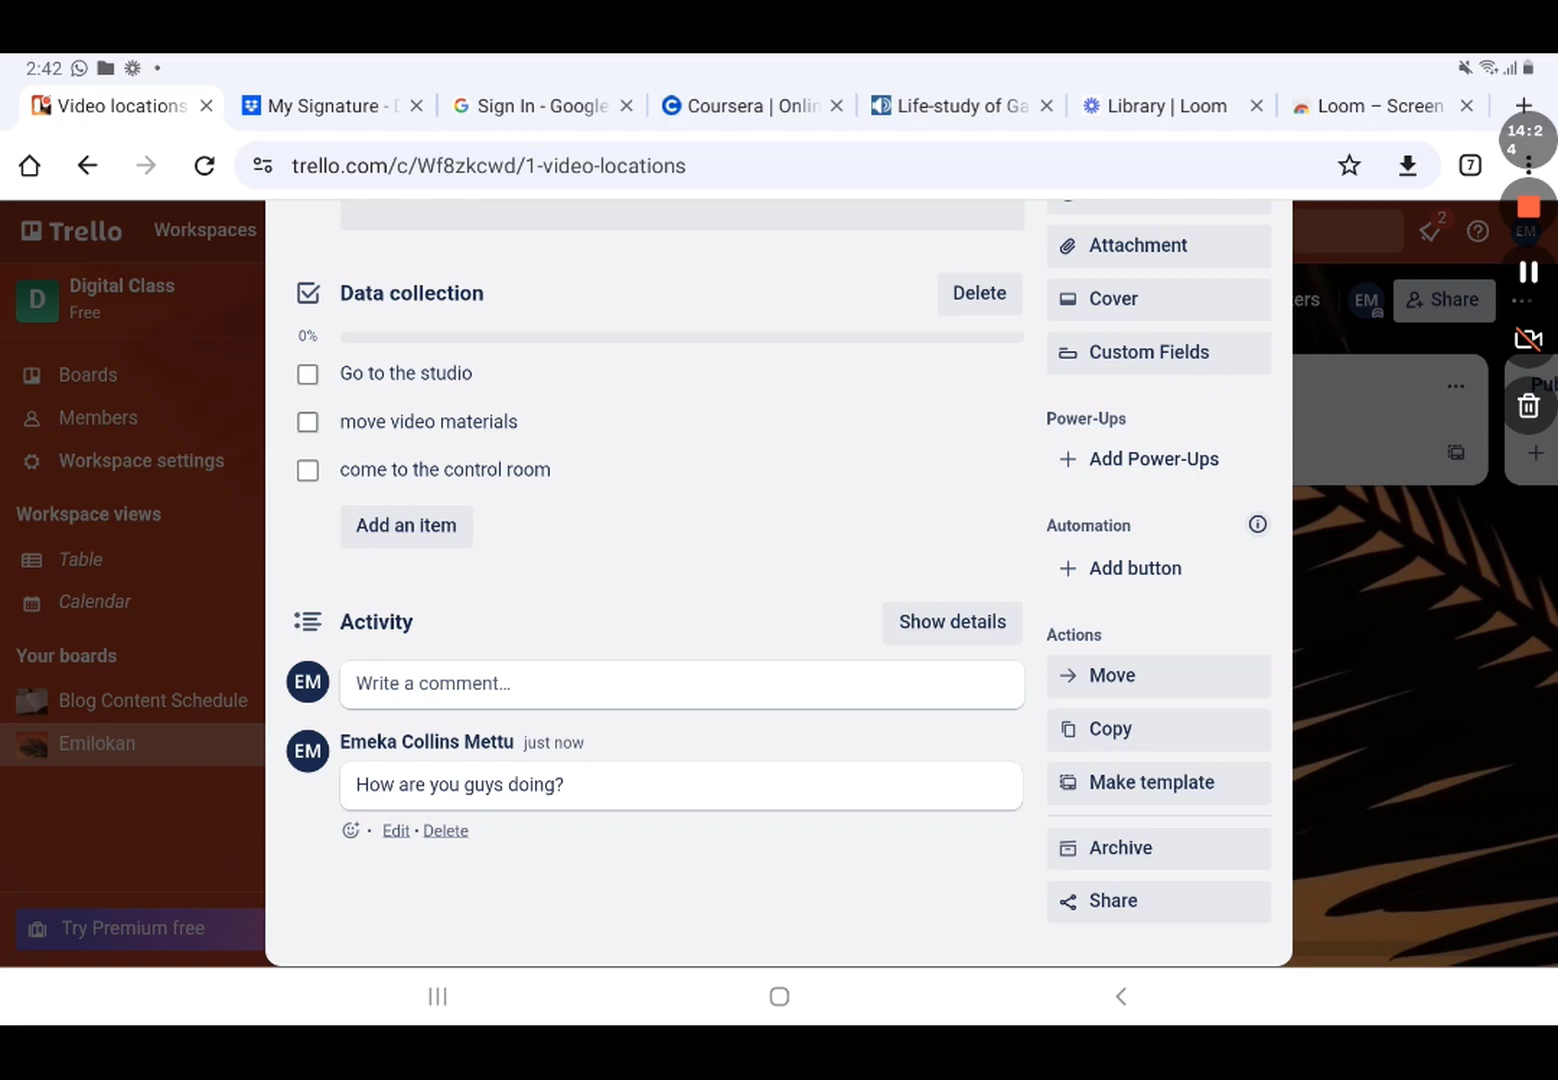 2:42
Video locations
My Signature - D
Sign In - Google
Coursera | Onlin
Life-study of Ga
Library | Loom
Loom – Screen
14:2
4
trello.com/c/Wf8zkcwd/1-video-locations
7
Trello
Workspaces
2
EM
D
Digital Class
Free
ers
EM
Share
Boards
Members
Workspace settings
Workspace views
Table
Calendar
Your boards
Blog Content Schedule
Emilokan
Try Premium free
Data collection
Delete
0%
Go to the studio
move video materials
come to the control room
Add an item
Activity
Show details
EM
Write a comment…
EM
Emeka Collins Mettu just now
How are you guys doing?
• Edit • Delete
Attachment
Cover
Custom Fields
Power-Ups
Add Power-Ups
Automation
Add button
Actions
Move
Copy
Make template
Archive
Share